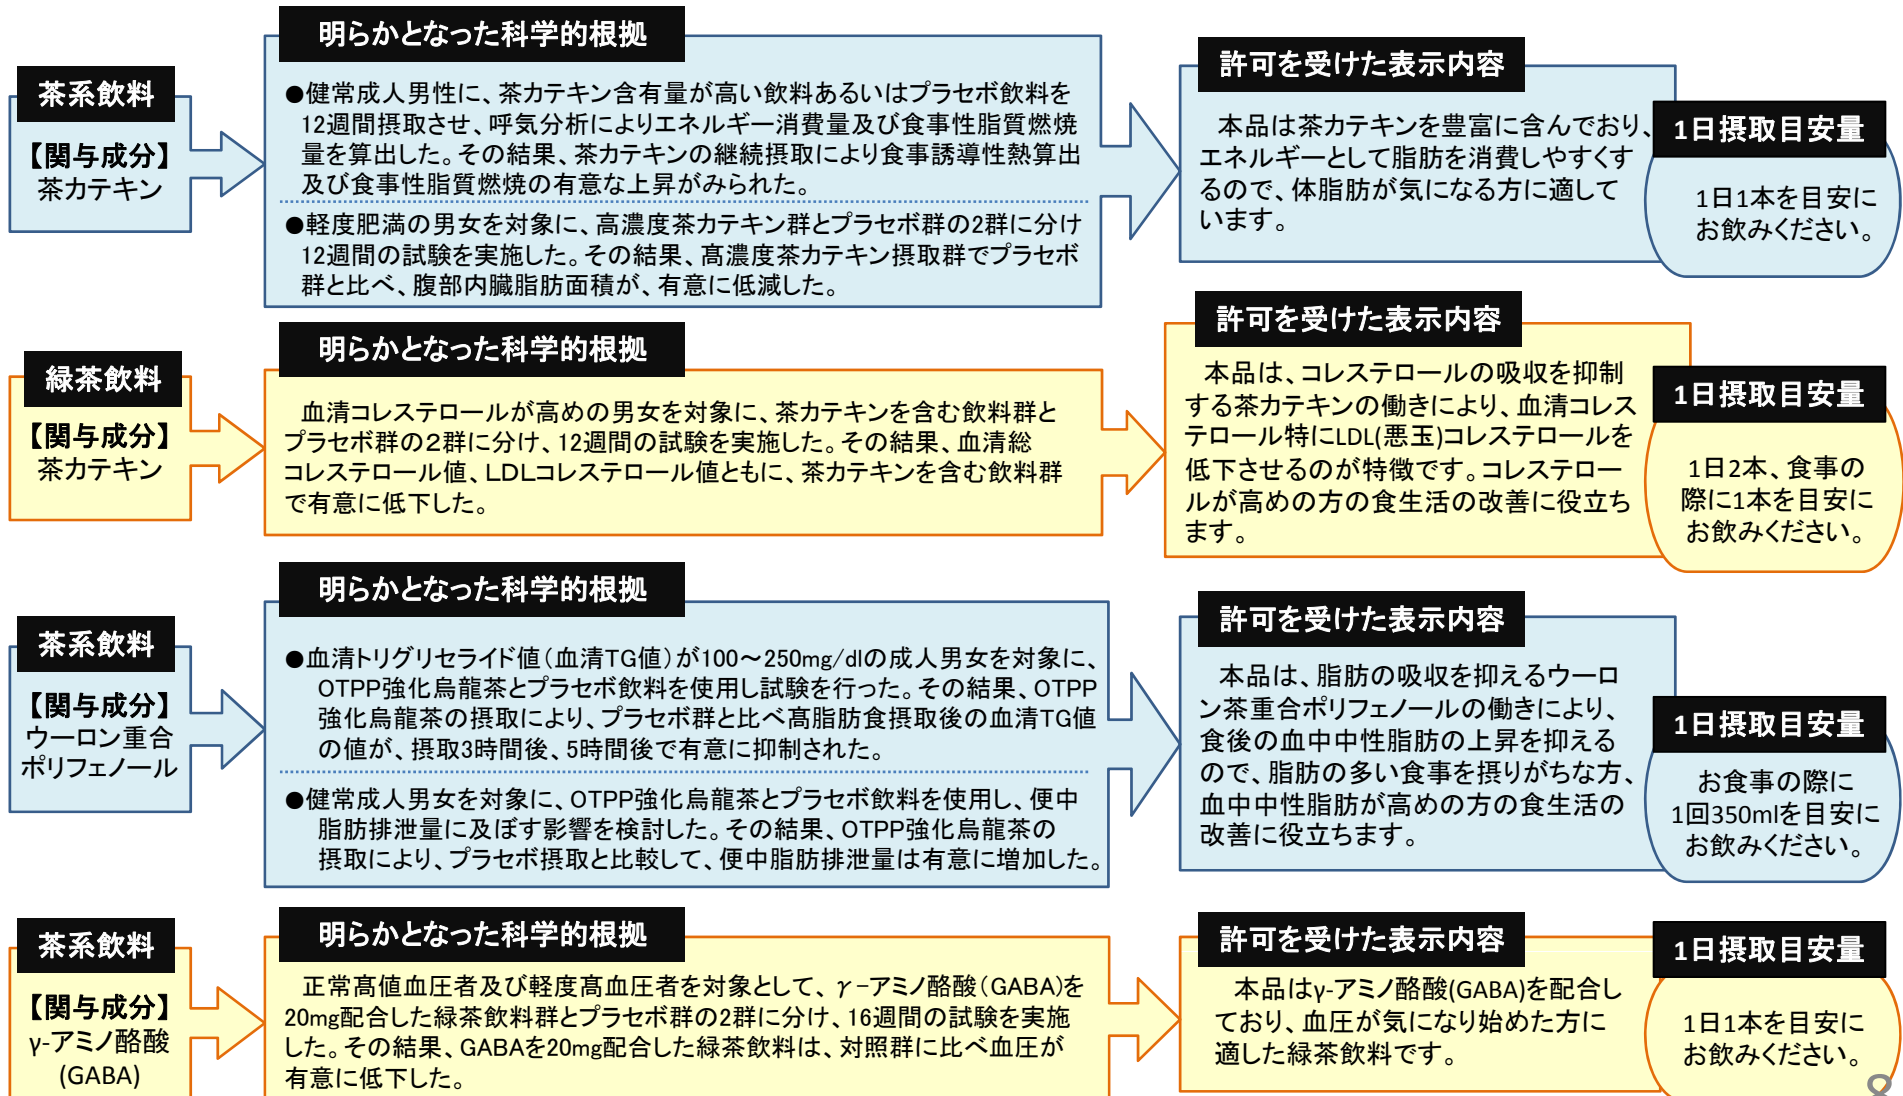 茶系飲料
【関与成分】
茶カテキン
明らかとなった科学的根拠
●健常成人男性に、茶カテキン含有量が高い飲料あるいはプラセボ飲料を
12週間摂取させ、呼気分析によりエネルギー消費量及び食事性脂質燃焼
量を算出した。その結果、茶カテキンの継続摂取により食事誘導性熱算出
及び食事性脂質燃焼の有意な上昇がみられた。
●軽度肥満の男女を対象に、高濃度茶カテキン群とプラセボ群の2群に分け
12週間の試験を実施した。その結果、高濃度茶カテキン摂取群でプラセボ
群と比べ、腹部内臓脂肪面積が、有意に低減した。
許可を受けた表示内容
本品は茶カテキンを豊富に含んでおり、
エネルギーとして脂肪を消費しやすくす
るので、体脂肪が気になる方に適して
います。
1日摂取目安量
1日1本を目安に
お飲みください。
緑茶飲料
【関与成分】
茶カテキン
明らかとなった科学的根拠
血清コレステロールが高めの男女を対象に、茶カテキンを含む飲料群と
プラセボ群の２群に分け、12週間の試験を実施した。その結果、血清総
コレステロール値、ＬＤＬコレステロール値ともに、茶カテキンを含む飲料群
で有意に低下した。
許可を受けた表示内容
本品は、コレステロールの吸収を抑制
する茶カテキンの働きにより、血清コレス
テロール特にLDL(悪玉)コレステロールを
低下させるのが特徴です。コレステロー
ルが高めの方の食生活の改善に役立ち
ます。
1日摂取目安量
1日2本、食事の
際に1本を目安に
お飲みください。
茶系飲料
【関与成分】
ウーロン重合
ポリフェノール
明らかとなった科学的根拠
●血清トリグリセライド値（血清TG値）が100～250mg/dlの成人男女を対象に、
OTPP強化烏龍茶とプラセボ飲料を使用し試験を行った。その結果、OTPP
強化烏龍茶の摂取により、プラセボ群と比べ高脂肪食摂取後の血清TG値
の値が、摂取3時間後、5時間後で有意に抑制された。
●健常成人男女を対象に、OTPP強化烏龍茶とプラセボ飲料を使用し、便中
脂肪排泄量に及ぼす影響を検討した。その結果、OTPP強化烏龍茶の
摂取により、プラセボ摂取と比較して、便中脂肪排泄量は有意に増加した。
許可を受けた表示内容
本品は、脂肪の吸収を抑えるウーロ
ン茶重合ポリフェノールの働きにより、
食後の血中中性脂肪の上昇を抑える
ので、脂肪の多い食事を摂りがちな方、
血中中性脂肪が高めの方の食生活の
改善に役立ちます。
1日摂取目安量
お食事の際に
1回350mlを目安に
お飲みください。
茶系飲料
【関与成分】
γ-アミノ酪酸
(GABA)
明らかとなった科学的根拠
正常高値血圧者及び軽度高血圧者を対象として、γ-アミノ酪酸（GABA)を
20mg配合した緑茶飲料群とプラセボ群の2群に分け、16週間の試験を実施
した。その結果、GABAを20mg配合した緑茶飲料は、対照群に比べ血圧が
有意に低下した。
許可を受けた表示内容
本品はγ-アミノ酪酸(GABA)を配合し
ており、血圧が気になり始めた方に
適した緑茶飲料です。
1日摂取目安量
1日1本を目安に
お飲みください。
8